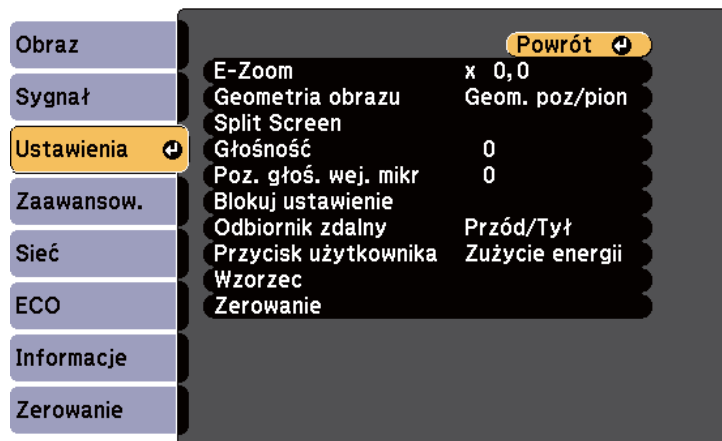 Obraz
Sygnał
Ustawienia
Zaawansow.
Sieć
ECO
Informacje
Zerowanie
Powrót
E-Zoom x 0,0
Geometria obrazu Geom. poz/pion
Split Screen
Głośność 0
Poz. głoś. wej. mikr 0
Blokuj ustawienie
Odbiornik zdalny Przód/Tył
Przycisk użytkownika Zużycie energii
Wzorzec
Zerowanie